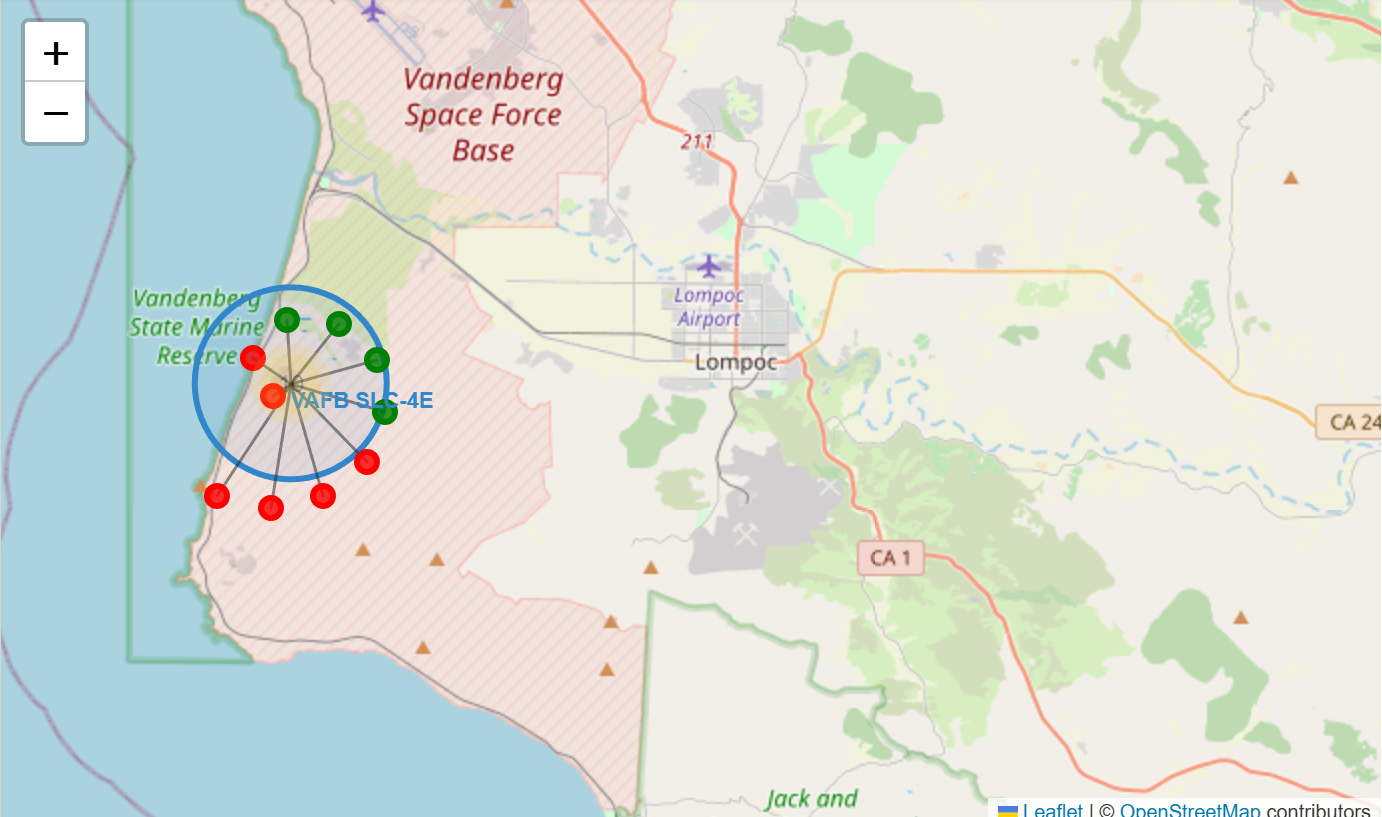 +
−
Vandenberg
Space Force
Base
211
Vandenberg
State Marine
Reserve
Lompoc
Airport
Lompoc
VAFB SLC-4E
CA 24
CA 1
Jack and
Leaflet | © OpenStreetMap contributors